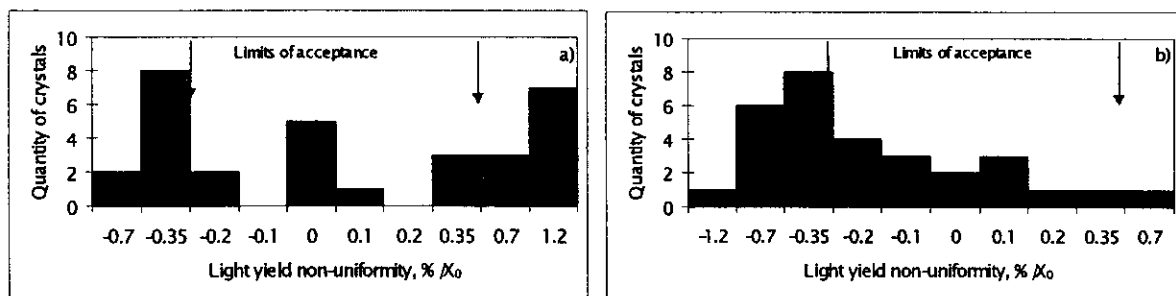 10
8
6
4
2
0
Quantity of crystals
Limits of acceptance
a)
-0.7 -0.35 -0.2 -0.1 0 0.1 0.2 0.35 0.7 1.2
Light yield non-uniformity, % /X₀
10
8
6
4
2
0
Quantity of crystals
Limits of acceptance
b)
-1.2 -0.7 -0.35 -0.2 -0.1 0 0.1 0.2 0.35 0.7
Light yield non-uniformity, % /X₀